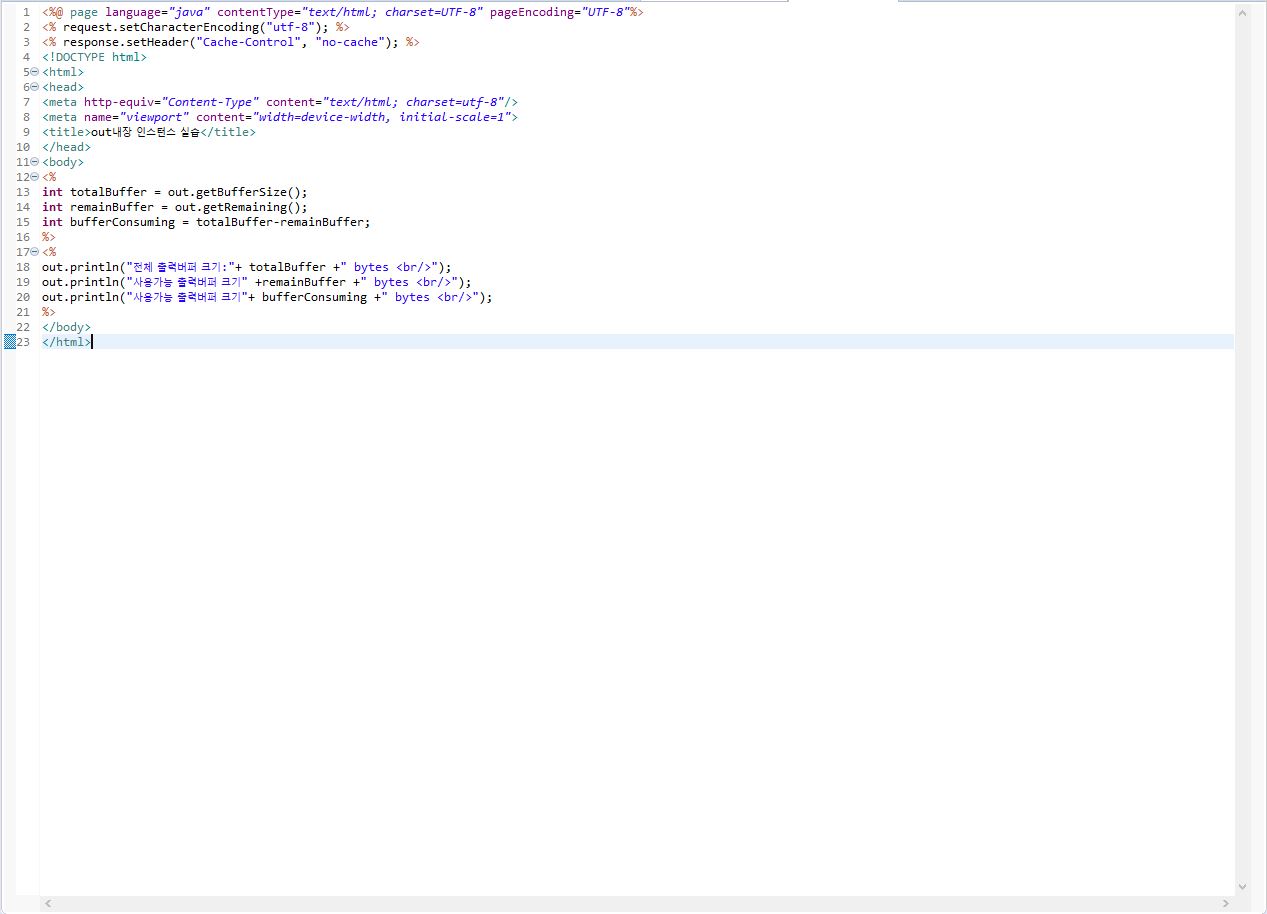 1 <%@ page language="java" contentType="text/html; charset=UTF-8" pageEncoding="UTF-8"%>
2 <% request.setCharacterEncoding("utf-8"); %>
3 <% response.setHeader("Cache-Control", "no-cache"); %>
4 <!DOCTYPE html>
5 <html>
6 <head>
7 <meta http-equiv="Content-Type" content="text/html; charset=utf-8"/>
8 <meta name="viewport" content="width=device-width, initial-scale=1">
9 <title>out내장 인스턴스 실습</title>
10 </head>
11 <body>
12 <%
13 int totalBuffer = out.getBufferSize();
14 int remainBuffer = out.getRemaining();
15 int bufferConsuming = totalBuffer-remainBuffer;
16 %>
17 <%
18 out.println("전체 출력버퍼 크기:"+ totalBuffer +" bytes <br/>");
19 out.println("사용가능 출력버퍼 크기" +remainBuffer +" bytes <br/>");
20 out.println("사용가능 출력버퍼 크기"+ bufferConsuming +" bytes <br/>");
21 %>
22 </body>
23 </html>